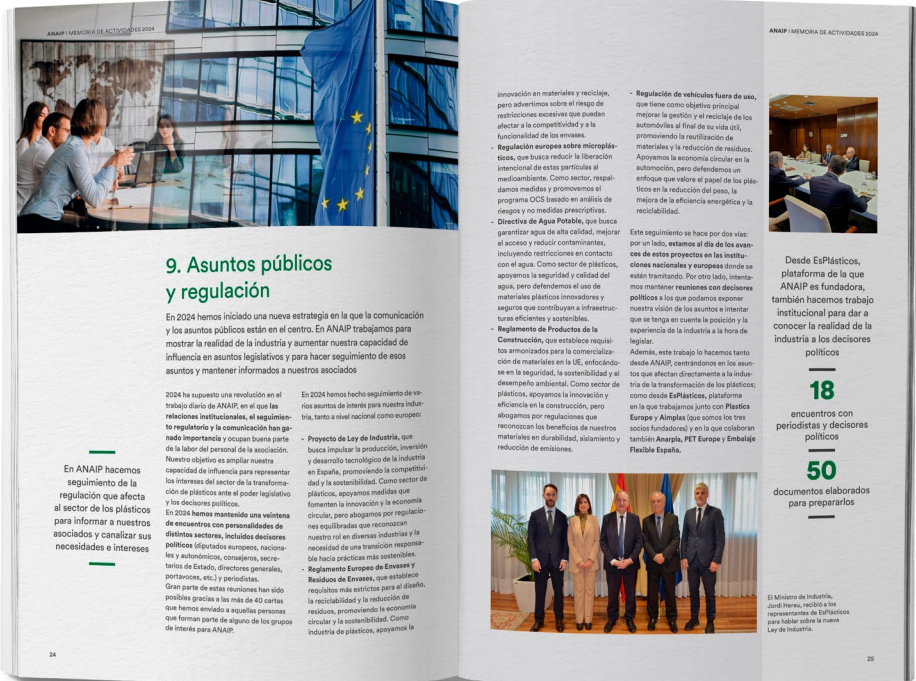 ANAIP | MEMORIA DE ACTIVIDADES 2024
9. Asuntos públicos
y regulación
En 2024 hemos iniciado una nueva estrategia en la que la comunicación
y los asuntos públicos están en el centro. En ANAIP trabajamos para
mostrar la realidad de la industria y aumentar nuestra capacidad de
influencia en asuntos legislativos y para hacer seguimiento de esos
asuntos y mantener informados a nuestros asociados
En ANAIP hacemos
seguimiento de la
regulación que afecta
al sector de los plásticos
para informar a nuestros
asociados y canalizar sus
necesidades e intereses
2024 ha supuesto una revolución en el
trabajo diario de ANAIP, en el que las
relaciones institucionales, el seguimien-
to regulatorio y la comunicación han ga-
nado importancia y ocupan buena parte
de la labor del personal de la asociación.
Nuestro objetivo es ampliar nuestra
capacidad de influencia para representar
los intereses del sector de la transforma-
ción de plásticos ante el poder legislativo
y los decisores políticos.
En 2024 hemos mantenido una veintena
de encuentros con personalidades de
distintos sectores, incluidos decisores
políticos (diputados europeos, naciona-
les y autonómicos, consejeros, secre-
tarios de Estado, directores generales,
portavoces, etc.) y periodistas.
Gran parte de estas reuniones han sido
posibles gracias a las más de 40 cartas
que hemos enviado a aquellas personas
que forman parte de alguno de los grupos
de interés para ANAIP.
En 2024 hemos hecho seguimiento de va-
rios asuntos de interés para nuestra indus-
tria, tanto a nivel nacional como europeo:
- Proyecto de Ley de Industria, que
busca impulsar la producción, inversión
y desarrollo tecnológico de la industria
en España, promoviendo la competitivi-
dad y la sostenibilidad. Como sector de
plásticos, apoyamos medidas que
fomenten la innovación y la economía
circular, pero abogamos por regulacio-
nes equilibradas que reconozcan
nuestro rol en diversas industrias y la
necesidad de una transición responsa-
ble hacia prácticas más sostenibles.
- Reglamento Europeo de Envases y
Residuos de Envases, que establece
requisitos más estrictos para el diseño,
la reciclabilidad y la reducción de
residuos, promoviendo la economía
circular y la sostenibilidad. Como
industria de plásticos, apoyamos la
24
ANAIP | MEMORIA DE ACTIVIDADES 2024
innovación en materiales y reciclaje,
pero advertimos sobre el riesgo de
restricciones excesivas que puedan
afectar a la competitividad y a la
funcionalidad de los envases.
- Regulación europea sobre microplás-
ticos, que busca reducir la liberación
intencional de estas partículas al
medioambiente. Como sector, respal-
damos medidas y promovemos el
programa OCS basado en análisis de
riesgos y no medidas prescriptivas.
- Directiva de Agua Potable, que busca
garantizar agua de alta calidad, mejorar
el acceso y reducir contaminantes,
incluyendo restricciones en contacto
con el agua. Como sector de plásticos,
apoyamos la seguridad y calidad del
agua, pero defendemos el uso de
materiales plásticos innovadores y
seguros que contribuyan a infraestruc-
turas eficientes y sostenibles.
- Reglamento de Productos de la
Construcción, que establece requisi-
tos armonizados para la comercializa-
ción de materiales en la UE, enfocándo-
se en la seguridad, la sostenibilidad y el
desempeño ambiental. Como sector de
plásticos, apoyamos la innovación y
eficiencia en la construcción, pero
abogamos por regulaciones que
reconozcan los beneficios de nuestros
materiales en durabilidad, aislamiento y
reducción de emisiones.
- Regulación de vehículos fuera de uso,
que tiene como objetivo principal
mejorar la gestión y el reciclaje de los
automóviles al final de su vida útil,
promoviendo la reutilización de
materiales y la reducción de residuos.
Apoyamos la economía circular en la
automoción, pero defendemos un
enfoque que valore el papel de los plás-
ticos en la reducción del peso, la
mejora de la eficiencia energética y la
reciclabilidad.
Este seguimiento se hace por dos vías:
por un lado, estamos al día de los avan-
ces de estos proyectos en las institu-
ciones nacionales y europeas donde se
estén tramitando. Por otro lado, intenta-
mos mantener reuniones con decisores
políticos a los que podamos exponer
nuestra visión de los asuntos e intentar
que se tenga en cuenta la posición y la
experiencia de la industria a la hora de
legislar.
Además, este trabajo lo hacemos tanto
desde ANAIP, centrándonos en los asun-
tos que afectan directamente a la indus-
tria de la transformación de los plásticos;
como desde EsPlásticos, plataforma
en la que trabajamos junto con Plastics
Europe y Aimplas (que somos los tres
socios fundadores) y en la que colaboran
también Anarpla, PET Europe y Embalaje
Flexible España.
Desde EsPlásticos,
plataforma de la que
ANAIP es fundadora,
también hacemos trabajo
institucional para dar a
conocer la realidad de la
industria a los decisores
políticos
18
encuentros con
periodistas y decisores
políticos
50
documentos elaborados
para prepararlos
El Ministro de Industria,
Jordi Hereu, recibió a los
representantes de EsPlásticos
para hablar sobre la nueva
Ley de Industria.
25